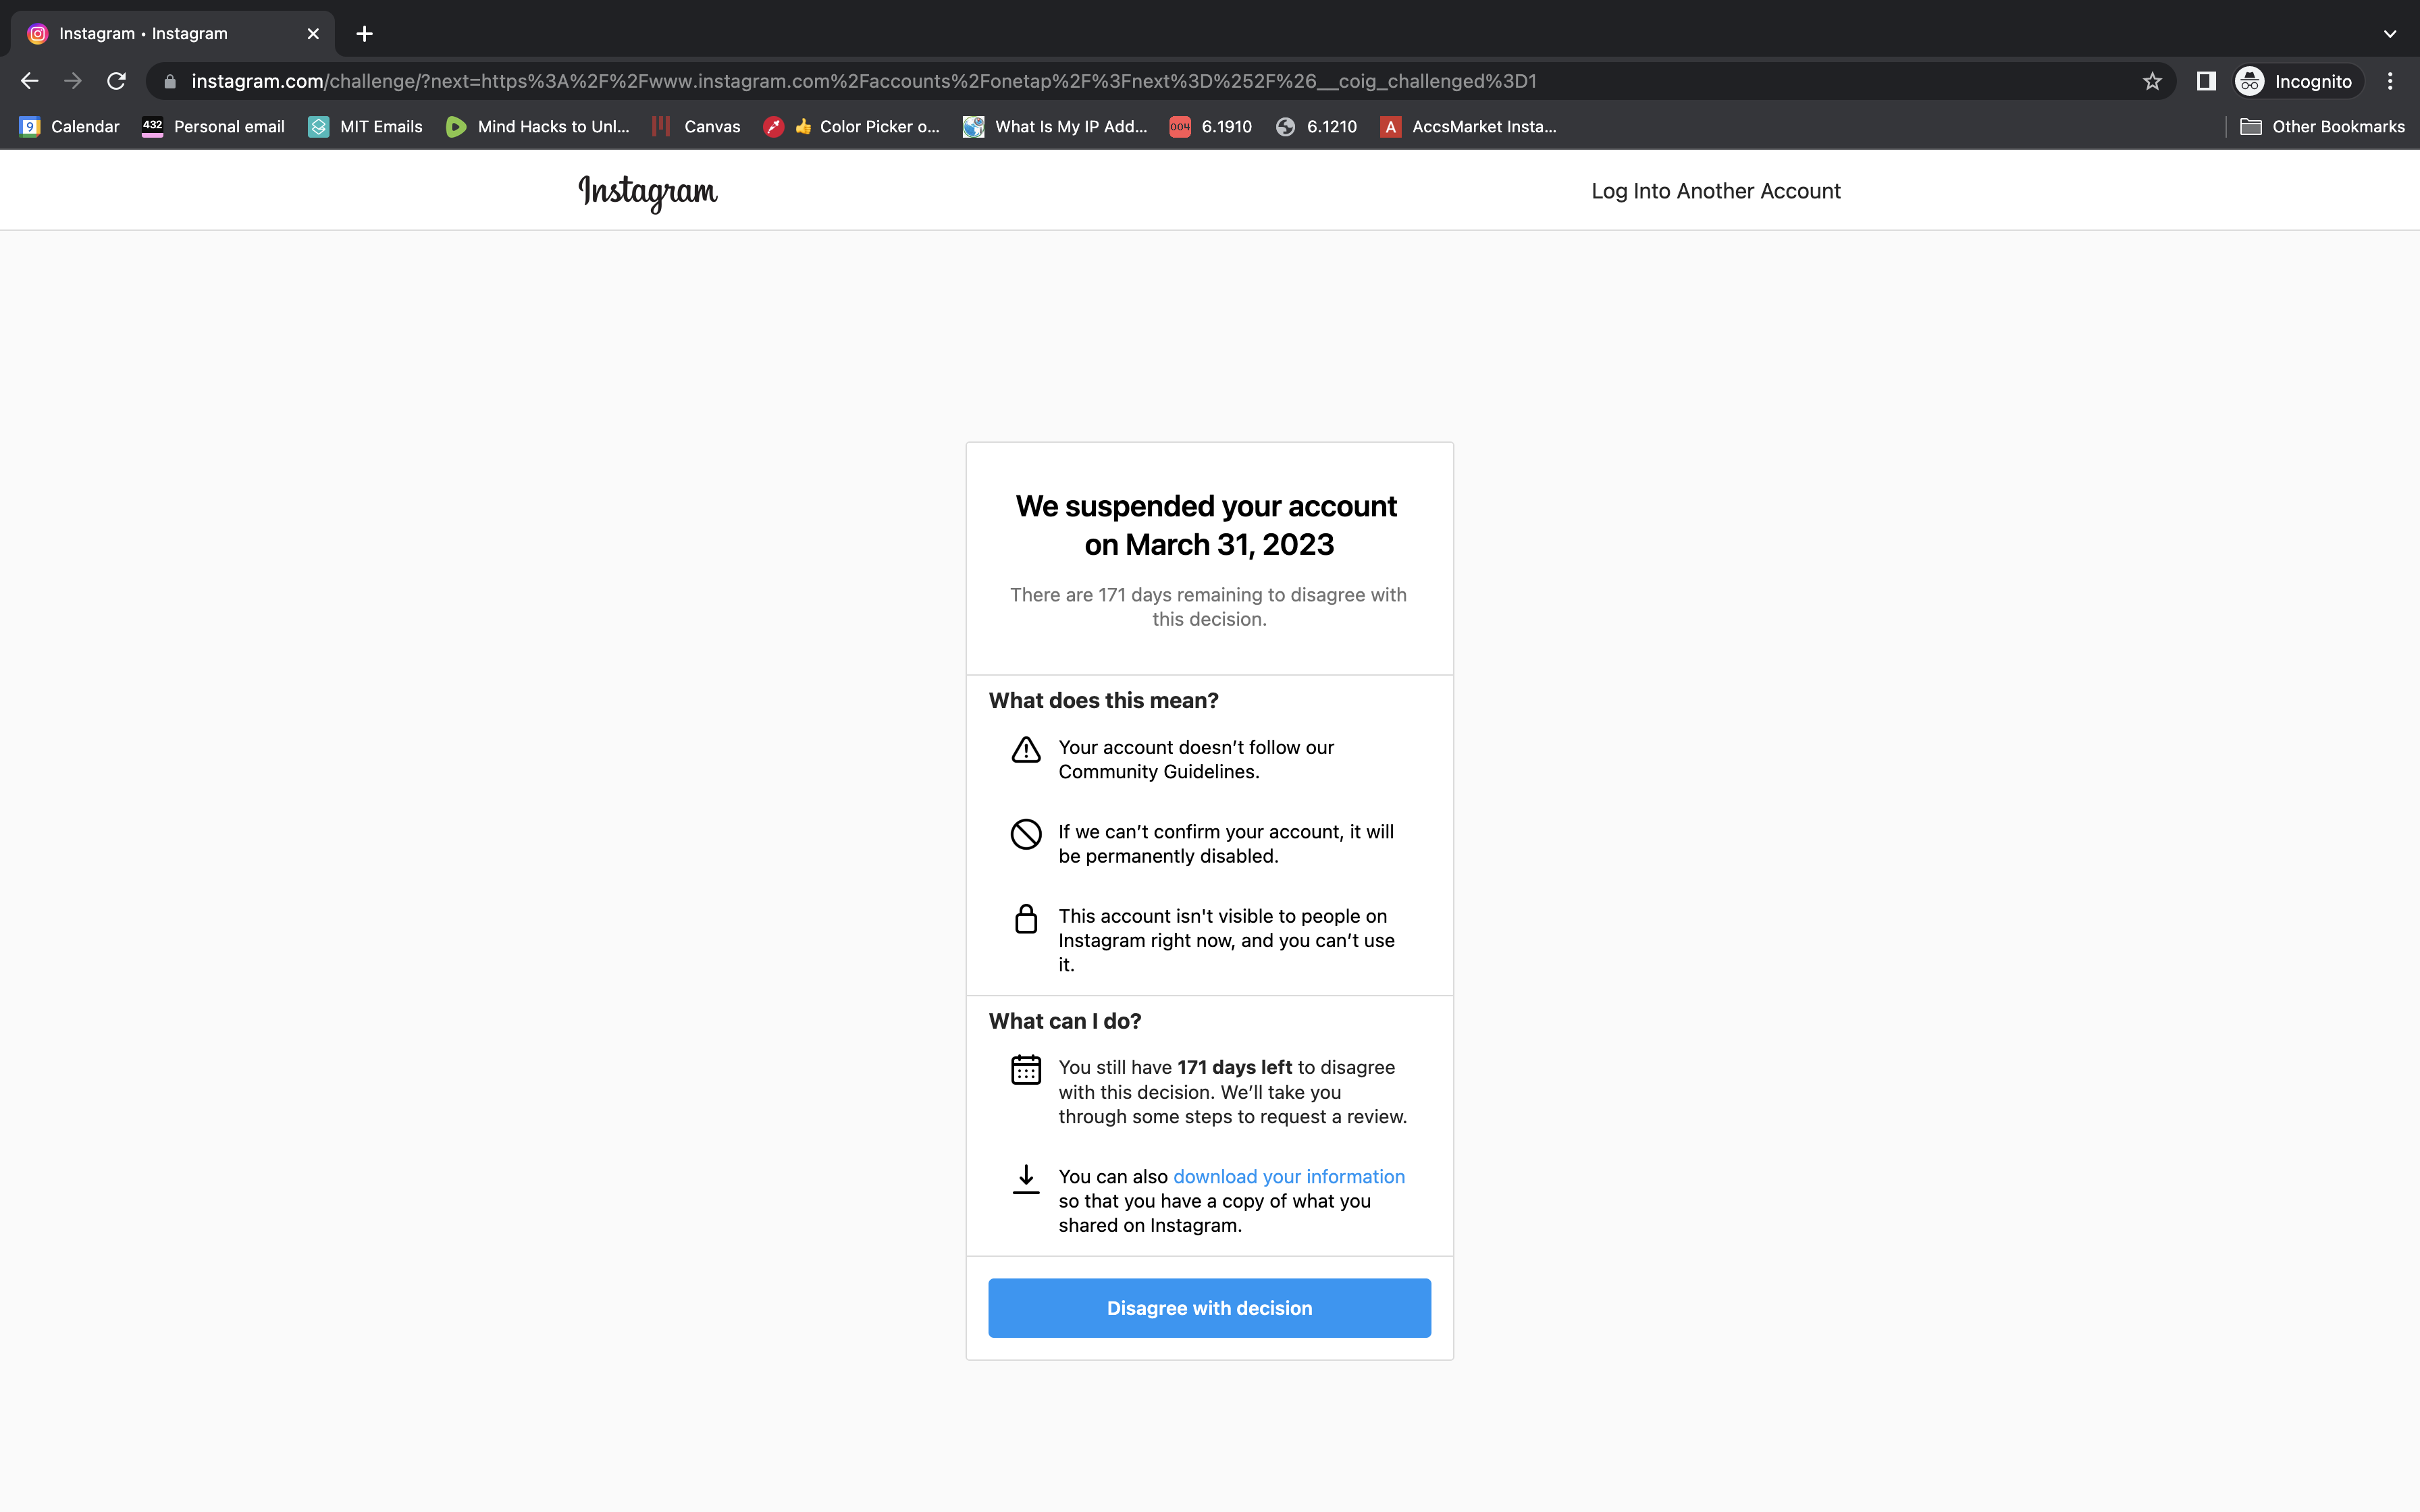 Instagram • Instagram
instagram.com/challenge/?next=https%3A%2F%2Fwww.instagram.com%2Faccounts%2Fonetap%2F%3Fnext%3D%252F%26__coig_challenged%3D1
Incognito
9 Calendar
432 Personal email
MIT Emails
Mind Hacks to Unl...
Canvas
👍 Color Picker o...
What Is My IP Add...
004 6.1910
6.1210
A AccsMarket Insta...
Other Bookmarks
Instagram
Log Into Another Account
We suspended your account
on March 31, 2023
There are 171 days remaining to disagree with
this decision.
What does this mean?
Your account doesn’t follow our
Community Guidelines.
If we can’t confirm your account, it will
be permanently disabled.
This account isn't visible to people on
Instagram right now, and you can’t use
it.
What can I do?
You still have 171 days left to disagree
with this decision. We’ll take you
through some steps to request a review.
You can also download your information
so that you have a copy of what you
shared on Instagram.
Disagree with decision